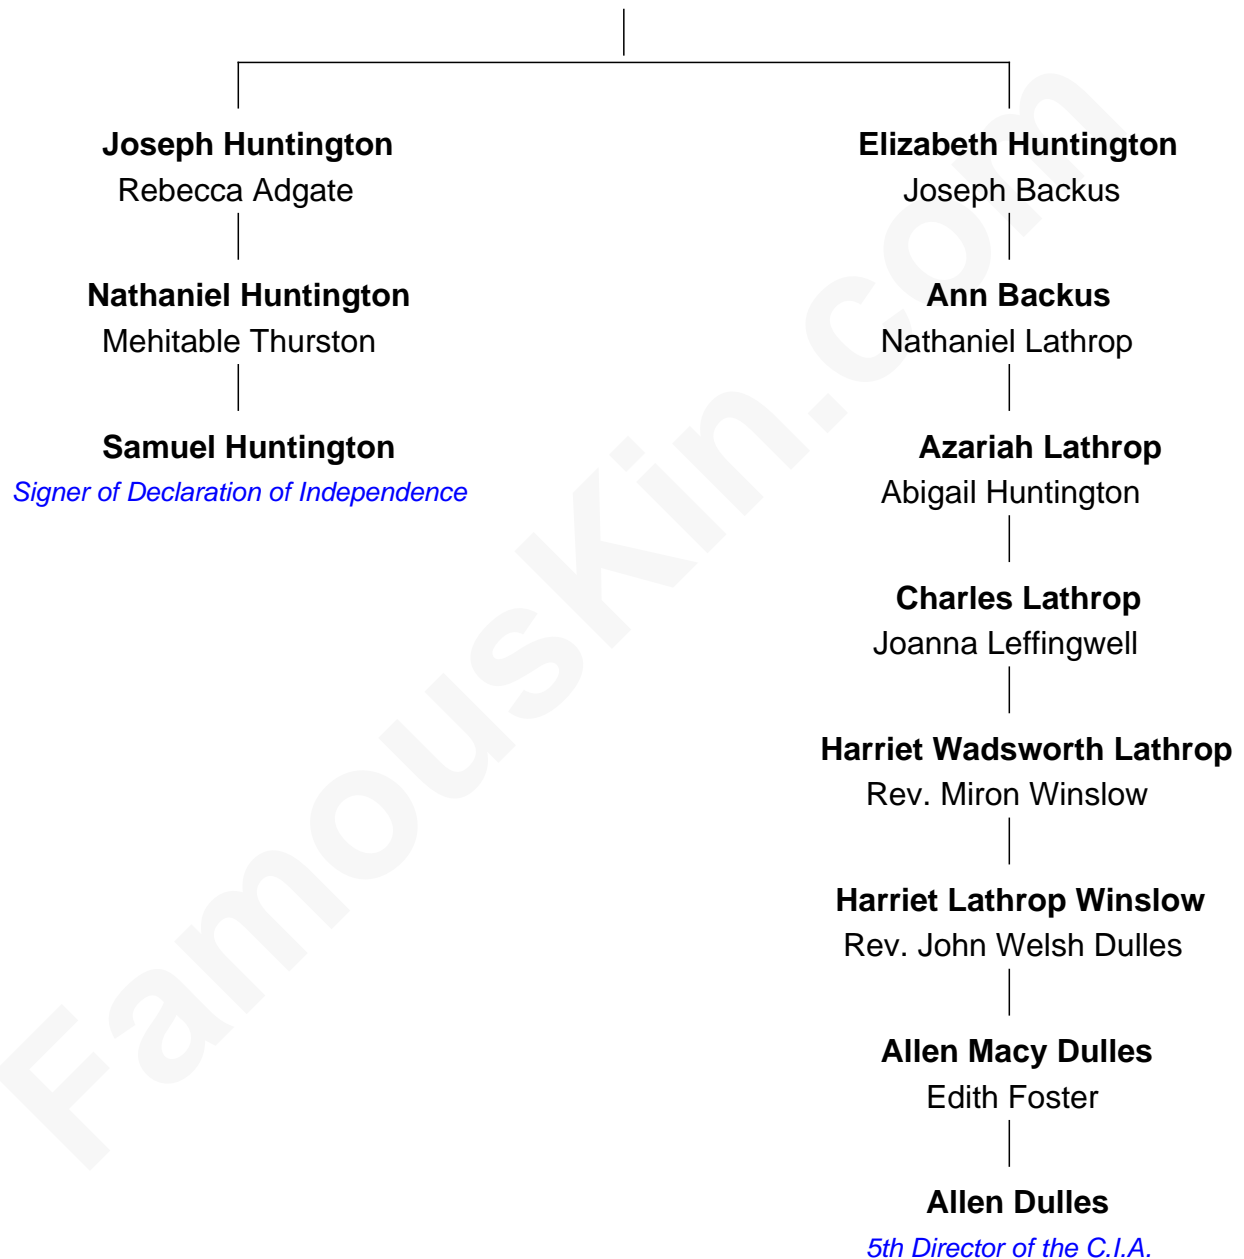 Joseph Huntington
Rebecca Adgate
Nathaniel Huntington
Mehitable Thurston
Samuel Huntington
Signer of Declaration of Independence
Elizabeth Huntington
Joseph Backus
Ann Backus
Nathaniel Lathrop
Azariah Lathrop
Abigail Huntington
Charles Lathrop
Joanna Leffingwell
Harriet Wadsworth Lathrop
Rev. Miron Winslow
Harriet Lathrop Winslow
Rev. John Welsh Dulles
Allen Macy Dulles
Edith Foster
Allen Dulles
5th Director of the C.I.A.
FamousKin.com